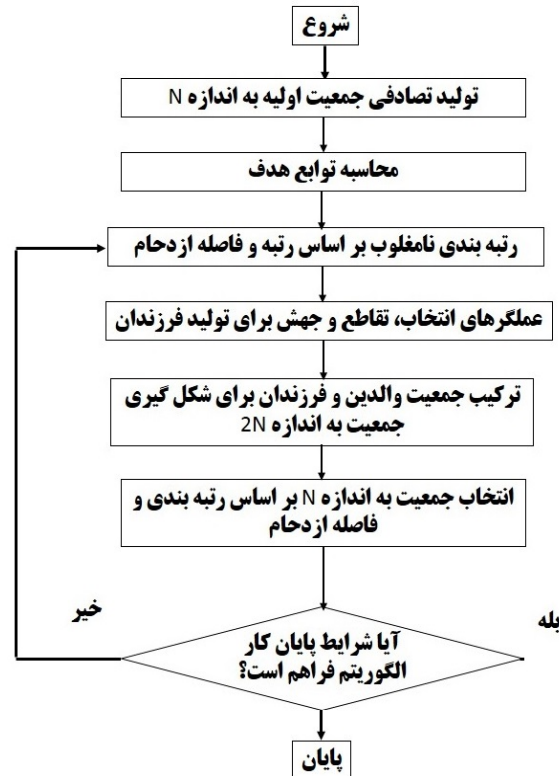 شروع
تولید تصادفی جمعیت اولیه به اندازه N
محاسبه توابع هدف
رتبه بندی نامغلوب بر اساس رتبه و فاصله ازدحام
عملگرهای انتخاب، تقاطع و جهش برای تولید فرزندان
ترکیب جمعیت والدین و فرزندان برای شکل گیری
جمعیت به اندازه 2N
انتخاب جمعیت به اندازه N بر اساس رتبه بندی و
فاصله ازدحام
بله
خیر
آیا شرایط پایان کار
الگوریتم فراهم است؟
پایان